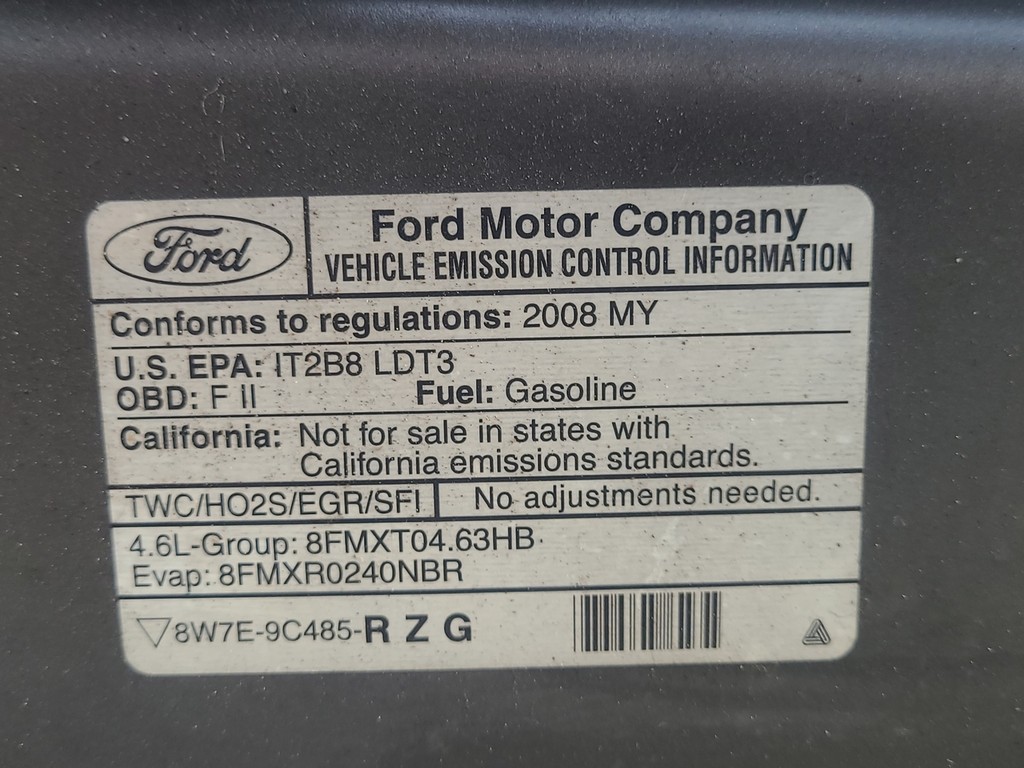 Ford
Ford Motor Company
VEHICLE EMISSION CONTROL INFORMATION
Conforms to regulations: 2008 MY
U.S. EPA: IT2B8 LDT3
OBD: F II Fuel: Gasoline
California: Not for sale in states with
California emissions standards.
TWC/HO2S/EGR/SFI No adjustments needed.
4.6L-Group: 8FMXT04.63HB
Evap: 8FMXR0240NBR
▽8W7E-9C485-R Z G